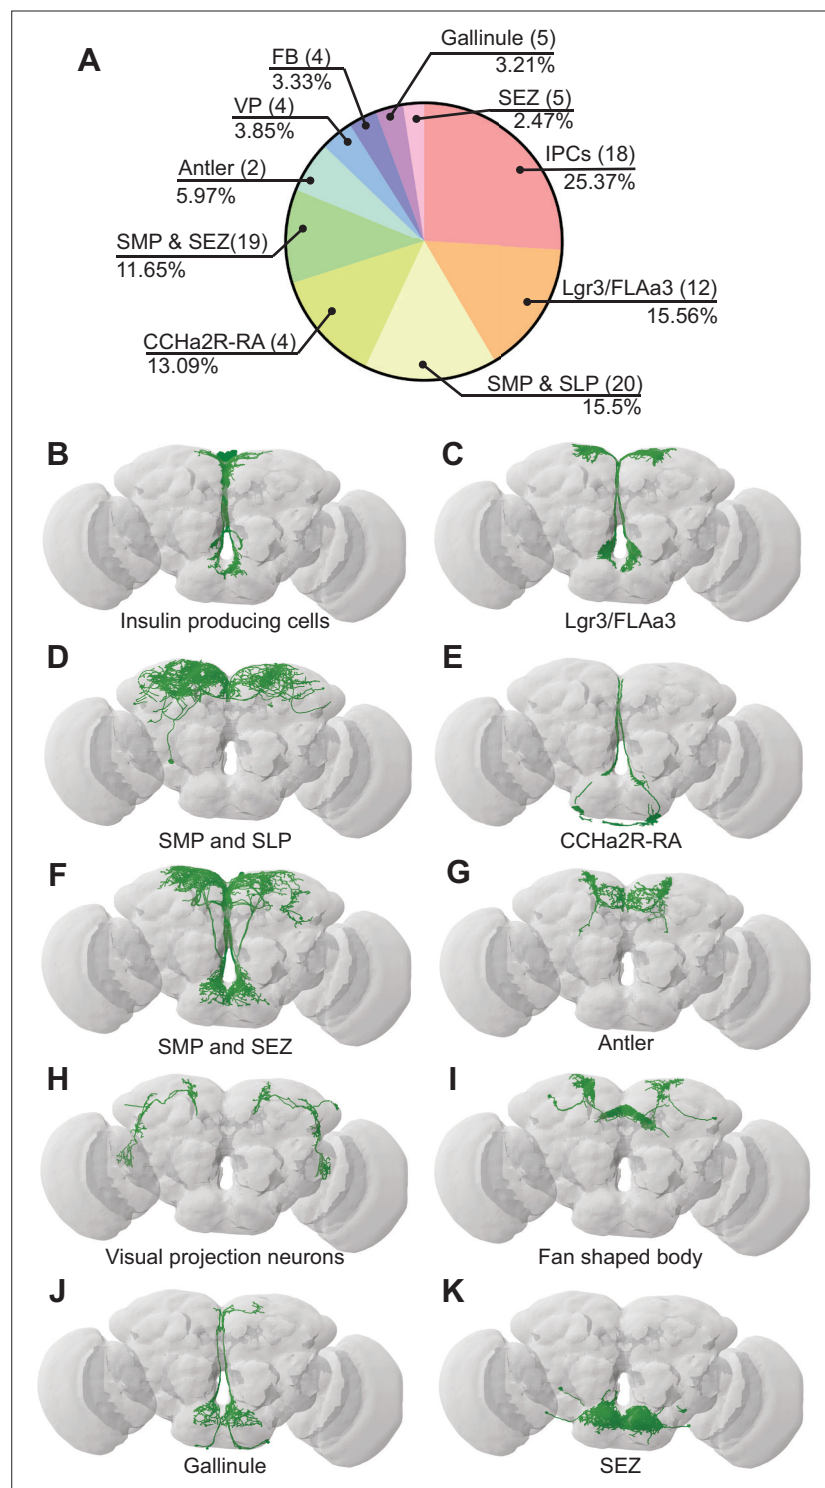 A
Gallinule (5)
3.21%
FB (4)
3.33%
SEZ (5)
2.47%
VP (4)
3.85%
IPCs (18)
25.37%
Antler (2)
5.97%
SMP & SEZ(19)
11.65%
Lgr3/FLAa3 (12)
15.56%
CCHa2R-RA (4)
13.09%
SMP & SLP (20)
15.5%
B
Insulin producing cells
C
Lgr3/FLAa3
D
SMP and SLP
E
CCHa2R-RA
F
SMP and SEZ
G
Antler
H
Visual projection neurons
I
Fan shaped body
J
Gallinule
K
SEZ